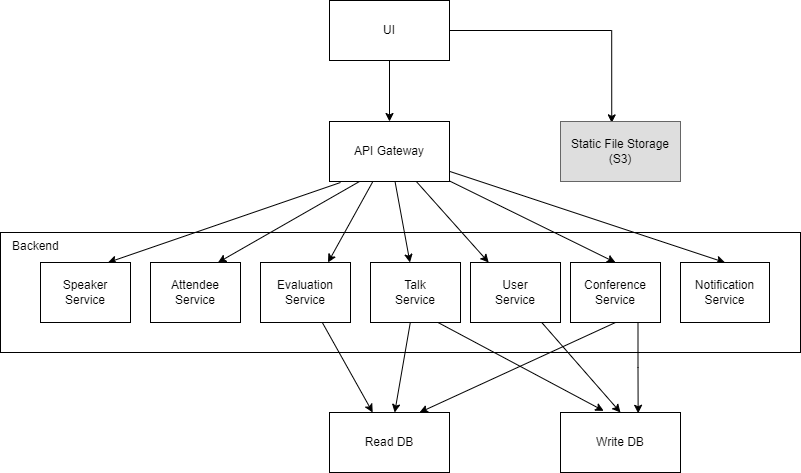 UI
API Gateway
Static File Storage
(S3)
Backend
Speaker
Service
Attendee
Service
Evaluation
Service
Talk
Service
User
Service
Conference
Service
Notification
Service
Read DB
Write DB